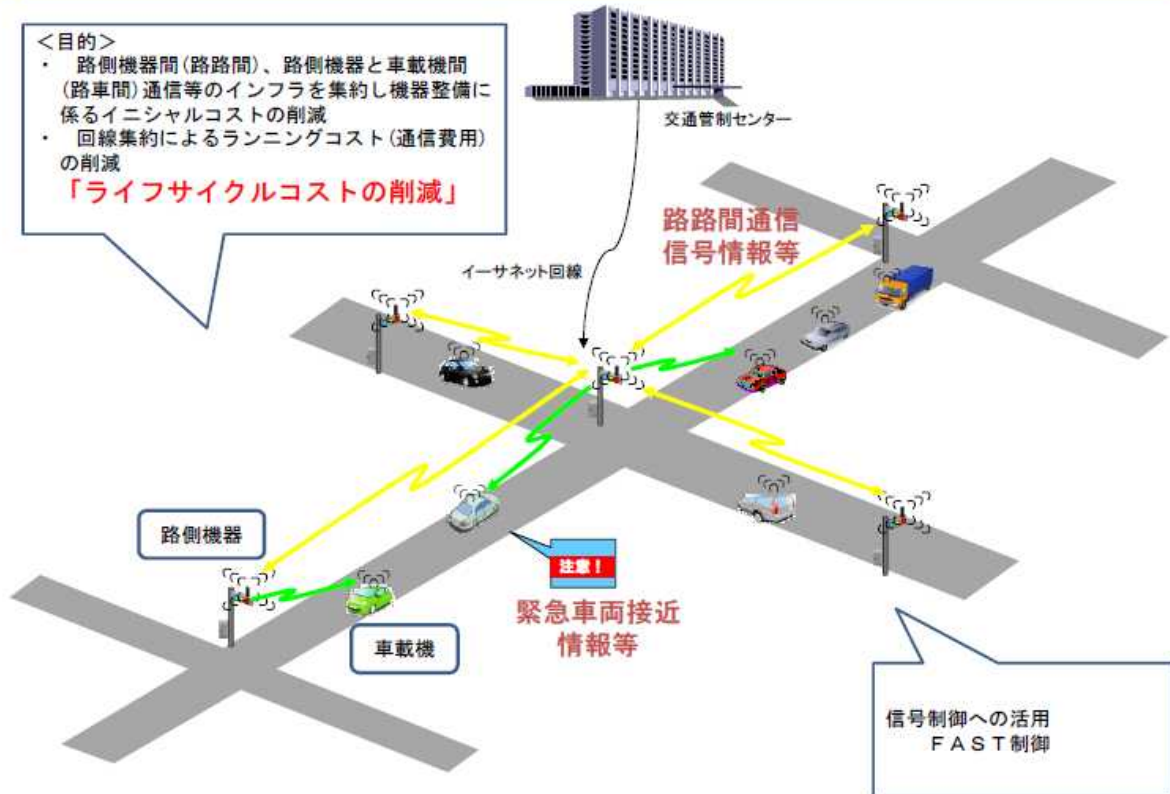 ＜目的＞
・　路側機器間(路路間)、路側機器と車載機間
(路車間)通信等のインフラを集約し機器整備に
係るイニシャルコストの削減
・　回線集約によるランニングコスト(通信費用)
の削減
「ライフサイクルコストの削減」
交通管制センター
路路間通信
信号情報等
イーサネット回線
路側機器
注意！
緊急車両接近
情報等
車載機
信号制御への活用
ＦＡＳＴ制御